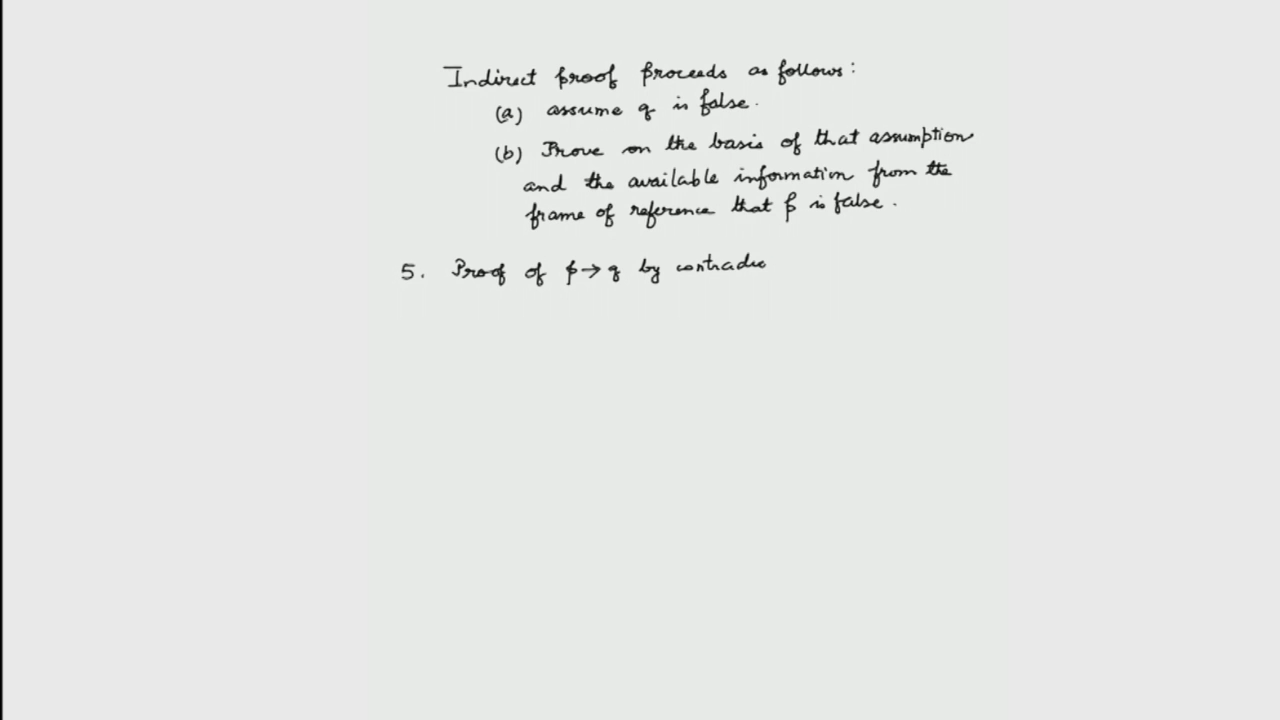 Indirect proof proceeds as follows:
(a) assume q is false.
(b) Prove on the basis of that assumption
and the available information from the
frame of reference that p is false.
5. Proof of p→q by contradic